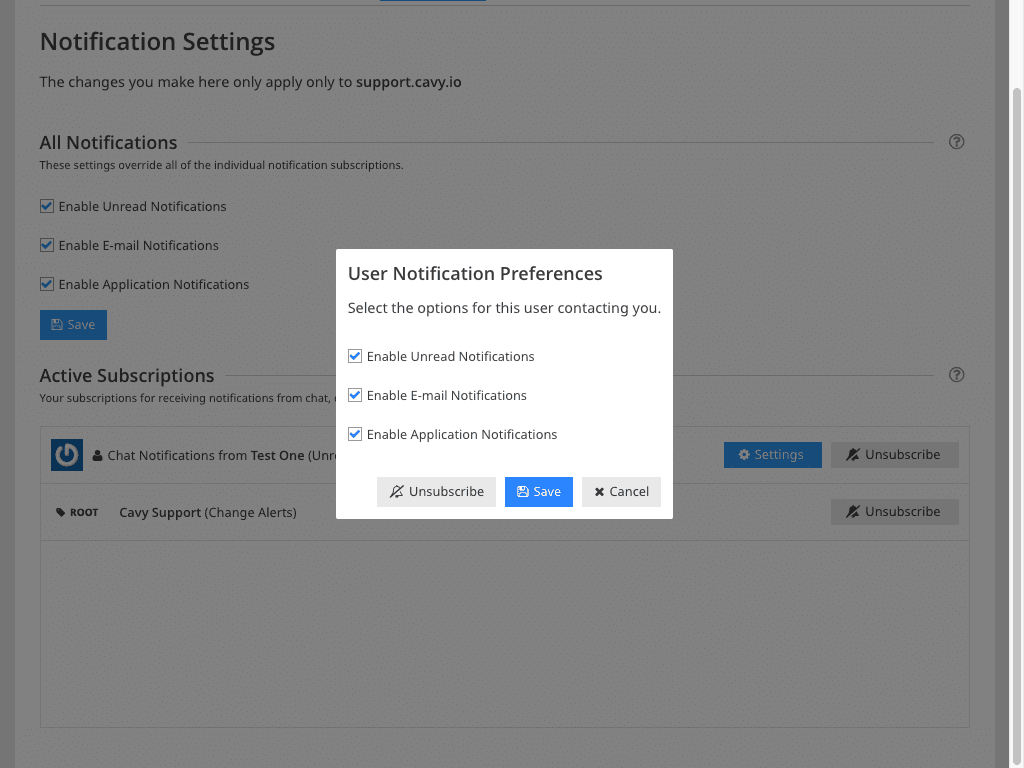 Notification Settings
The changes you make here only apply only to support.cavy.io
All Notifications
These settings override all of the individual notification subscriptions.
Enable Unread Notifications
Enable E-mail Notifications
Enable Application Notifications
Save
Active Subscriptions
Your subscriptions for receiving notifications from chat,
Chat Notifications from Test One (Unr
Settings
Unsubscribe
ROOT Cavy Support (Change Alerts)
Unsubscribe
User Notification Preferences
Select the options for this user contacting you.
Enable Unread Notifications
Enable E-mail Notifications
Enable Application Notifications
Unsubscribe
Save
Cancel